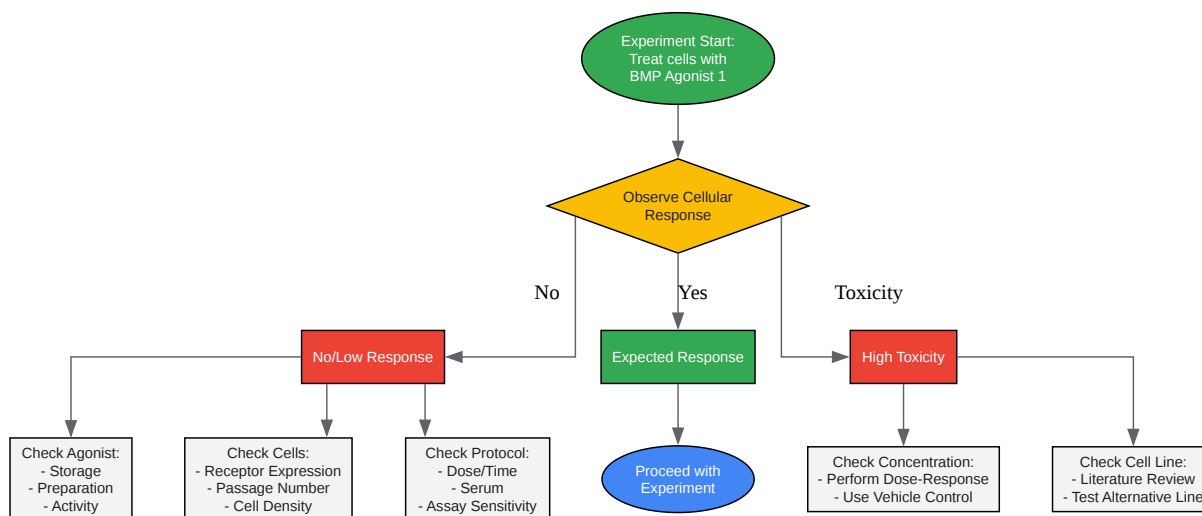 Experiment Start:
Treat cells with
BMP Agonist 1
Observe Cellular
Response
No
Yes
Toxicity
No/Low Response
Expected Response
High Toxicity
Check Agonist:
- Storage
- Preparation
- Activity
Check Cells:
- Receptor Expression
- Passage Number
- Cell Density
Check Protocol:
- Dose/Time
- Serum
- Assay Sensitivity
Proceed with
Experiment
Check Concentration:
- Perform Dose-Response
- Use Vehicle Control
Check Cell Line:
- Literature Review
- Test Alternative Line